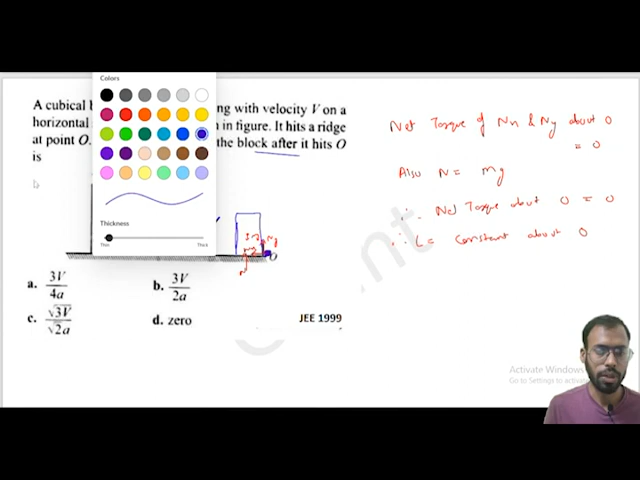 Colors
A cubical b
ng with velocity V on a
horizontal
n in figure. It hits a ridge
at point O.
the block after it hits O
is
Thickness
Thin
Thick
a. 3V/4a
b. 3V/2a
c. √3V/√2a
d. zero
JEE 1999
Net Torque of Nx & Ny about O
= 0
Also N = mg
∴ Net Torque about O = 0
∴ L = Constant about O
Activate Windows
Go to Settings to activate